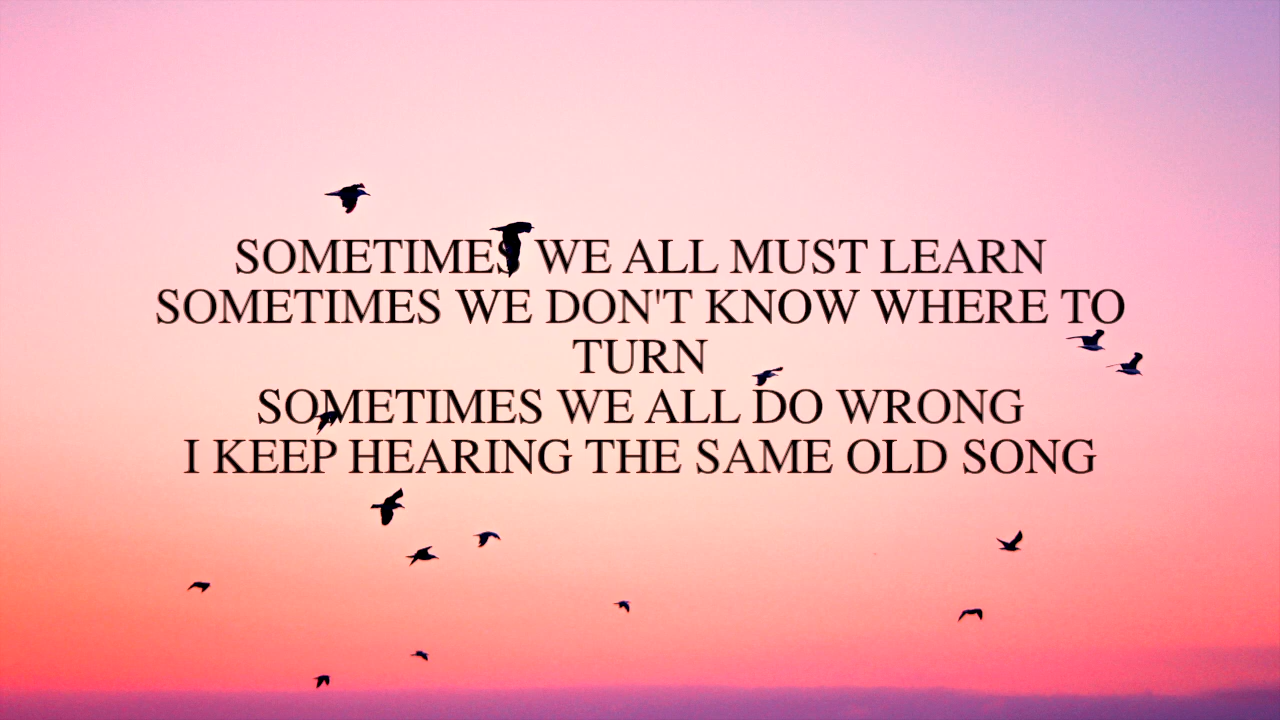 SOMETIMES WE ALL MUST LEARN
SOMETIMES WE DON'T KNOW WHERE TO
TURN
SOMETIMES WE ALL DO WRONG
I KEEP HEARING THE SAME OLD SONG